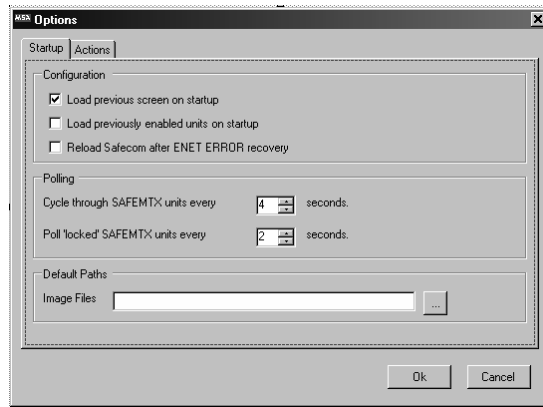 MSA Options
Startup Actions
Configuration
Load previous screen on startup
Load previously enabled units on startup
Reload Safecom after ENET ERROR recovery
Polling
Cycle through SAFEMTX units every 4 seconds.
Poll 'locked' SAFEMTX units every 2 seconds.
Default Paths
Image Files ...
Ok Cancel